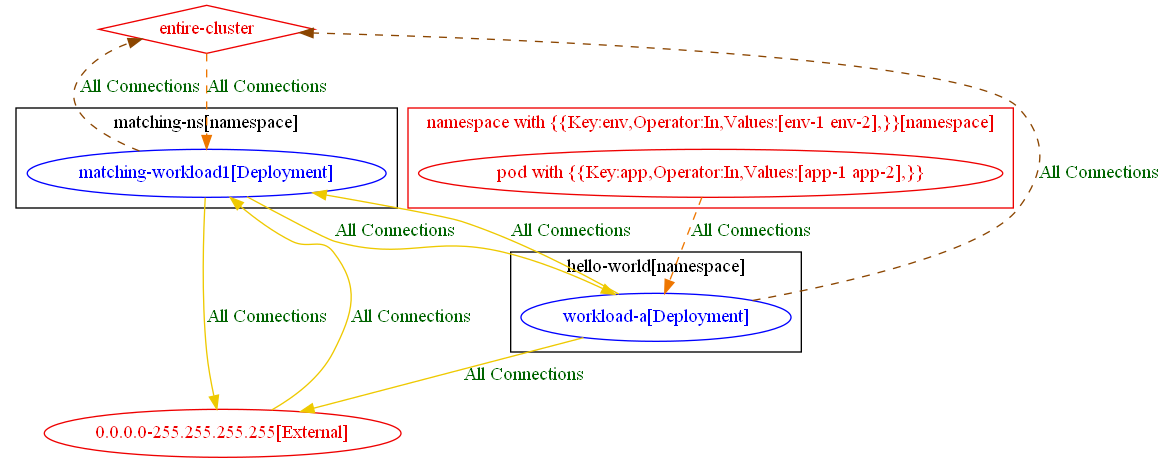 entire-cluster
All Connections
All Connections
matching-ns[namespace]
namespace with {{Key:env,Operator:In,Values:[env-1 env-2],}}[namespace]
matching-workload1[Deployment]
pod with {{Key:app,Operator:In,Values:[app-1 app-2],}}
All Connections
All Connections
All Connections
All Connections
hello-world[namespace]
All Connections
All Connections
workload-a[Deployment]
All Connections
0.0.0.0-255.255.255.255[External]